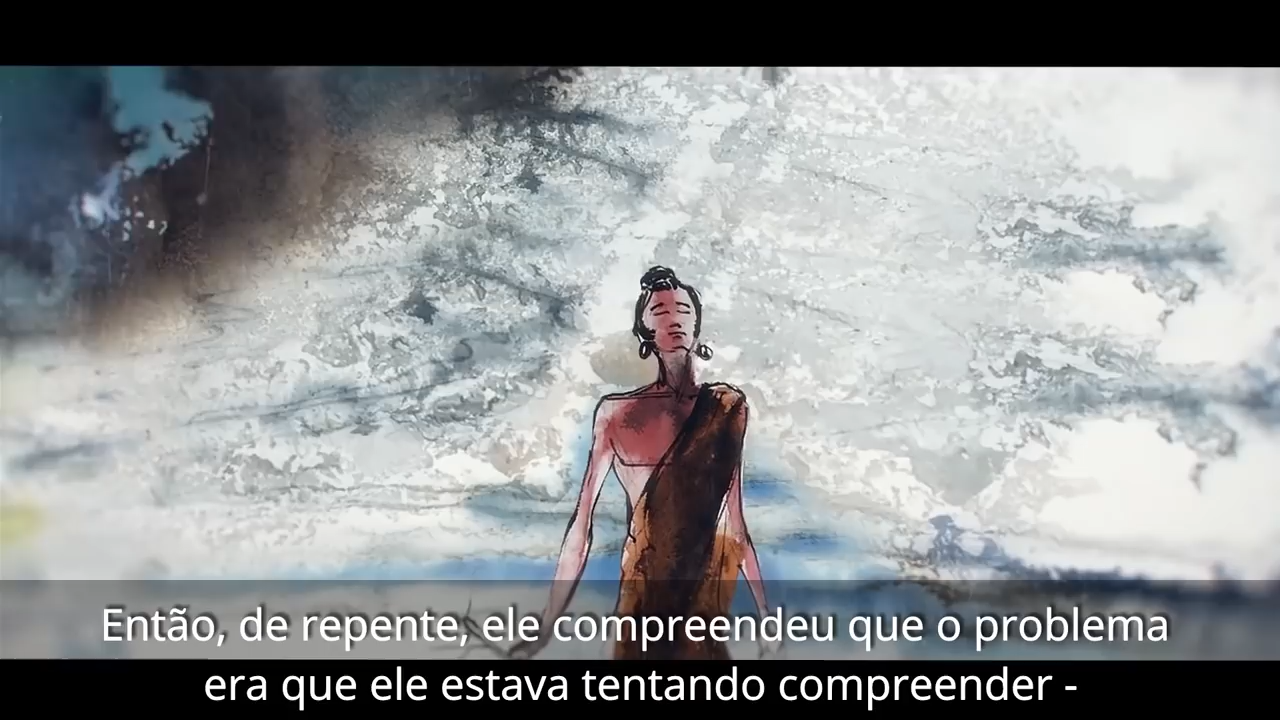 Então, de repente, ele compreendeu que o problema
era que ele estava tentando compreender -